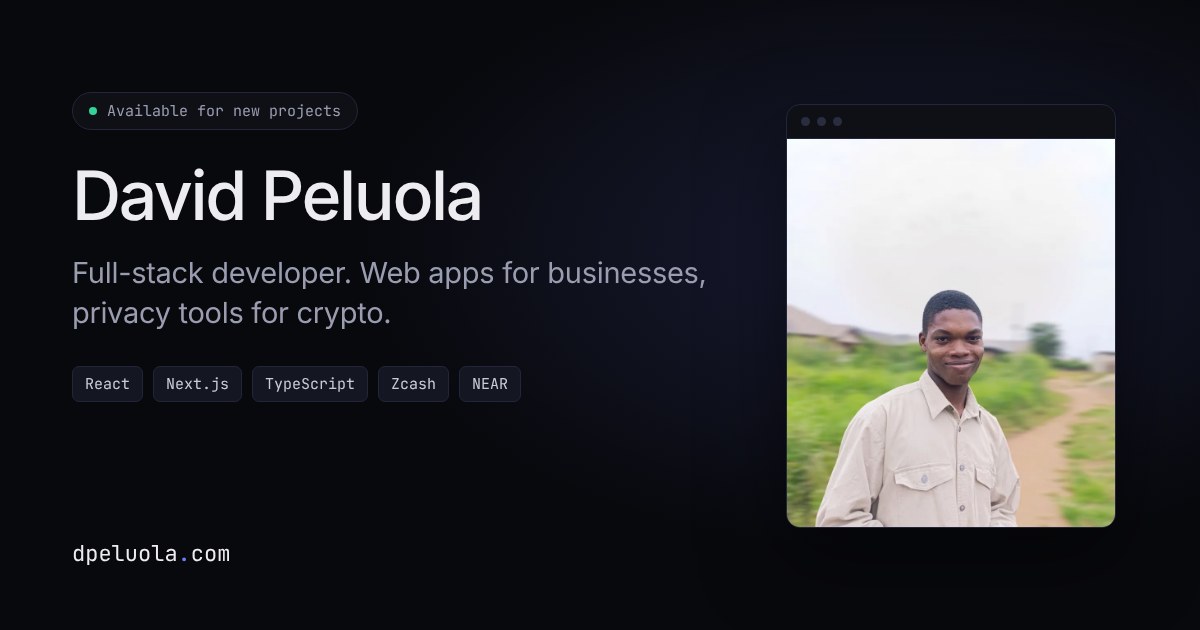 Available for new projects
David Peluola
Full-stack developer. Web apps for businesses,
privacy tools for crypto.
React Next.js TypeScript Zcash NEAR
dpeluola.com